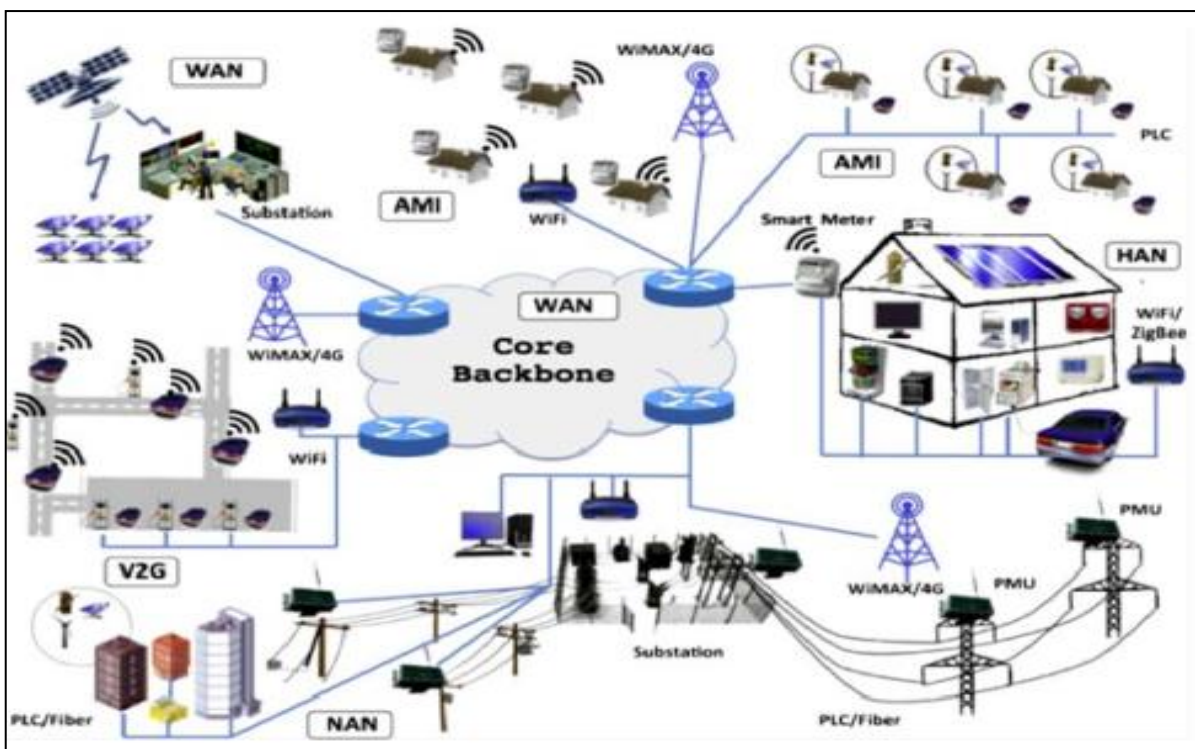 WAN
WiMAX/4G
AMI
WiFi
Substation
AMI
PLC
Smart Meter
HAN
WiFi/
ZigBee
WAN
Core
Backbone
WiMAX/4G
WiFi
V2G
PLC/Fiber
NAN
Substation
WiMAX/4G
PMU
PMU
PLC/Fiber